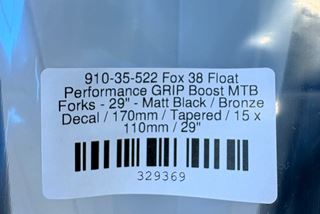 910-35-522 Fox 38 Float
Performance GRIP Boost MTB
Forks - 29" - Matt Black / Bronze
Decal / 170mm / Tapered / 15 x
110mm / 29"
329369